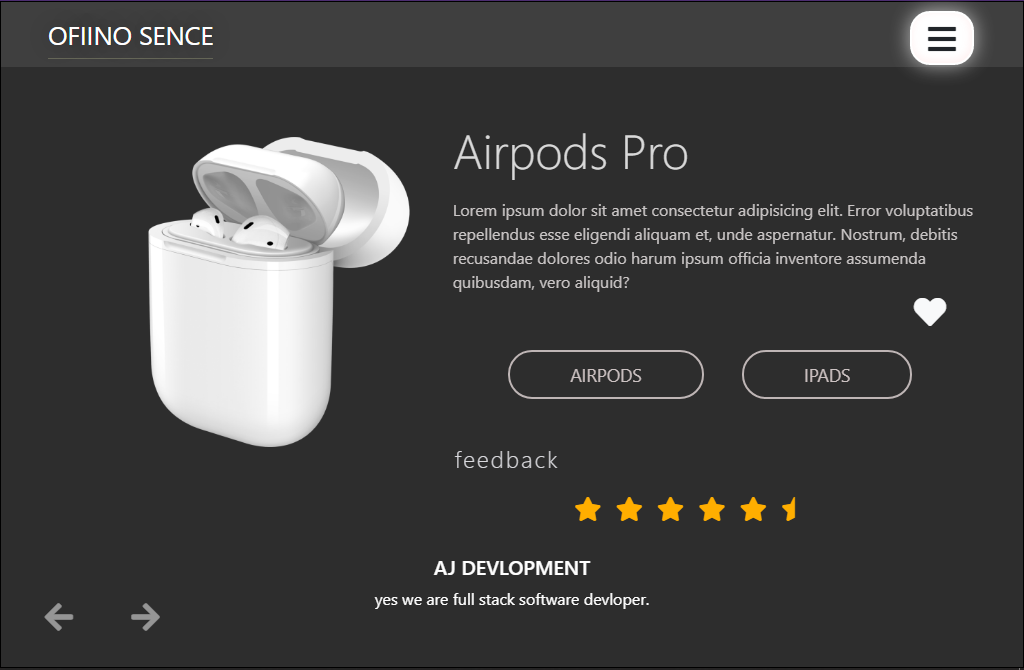 OFIINO SENCE
Airpods Pro
Lorem ipsum dolor sit amet consectetur adipisicing elit. Error voluptatibus
repellendus esse eligendi aliquam et, unde aspernatur. Nostrum, debitis
recusandae dolores odio harum ipsum officia inventore assumenda
quibusdam, vero aliquid?
AIRPODS
IPADS
feedback
AJ DEVLOPMENT
yes we are full stack software devloper.